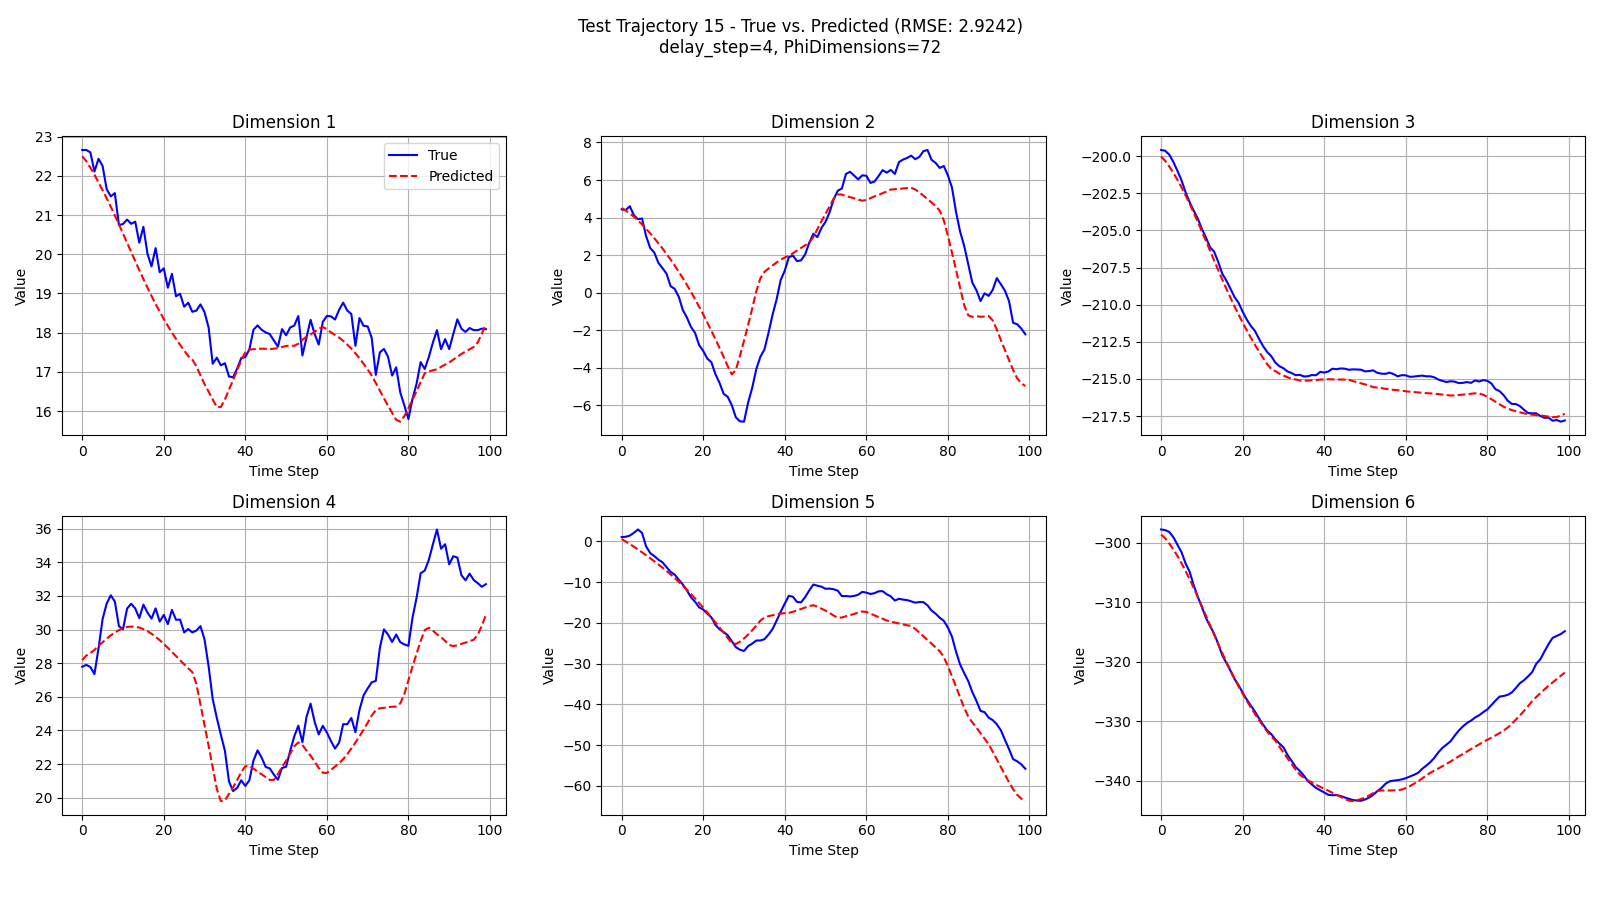 Test Trajectory 15 - True vs. Predicted (RMSE: 2.9242)
delay_step=4, PhiDimensions=72
Dimension 1
23
22
21
20
19
18
17
16
Value
0 20 40 60 80 100
Time Step
True
Predicted
Dimension 2
8
6
4
2
0
−2
−4
−6
Value
0 20 40 60 80 100
Time Step
Dimension 3
−200.0
−202.5
−205.0
−207.5
−210.0
−212.5
−215.0
−217.5
Value
0 20 40 60 80 100
Time Step
Dimension 4
36
34
32
30
28
26
24
22
20
Value
0 20 40 60 80 100
Time Step
Dimension 5
0
−10
−20
−30
−40
−50
−60
Value
0 20 40 60 80 100
Time Step
Dimension 6
−300
−310
−320
−330
−340
Value
0 20 40 60 80 100
Time Step